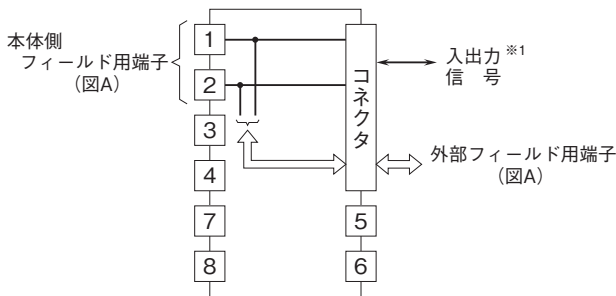 本体側
フィールド用端子
(図A)
1
2
3
4
7
8
コネクタ
5
6
入出力 ※1
信　号
外部フィールド用端子
(図A)